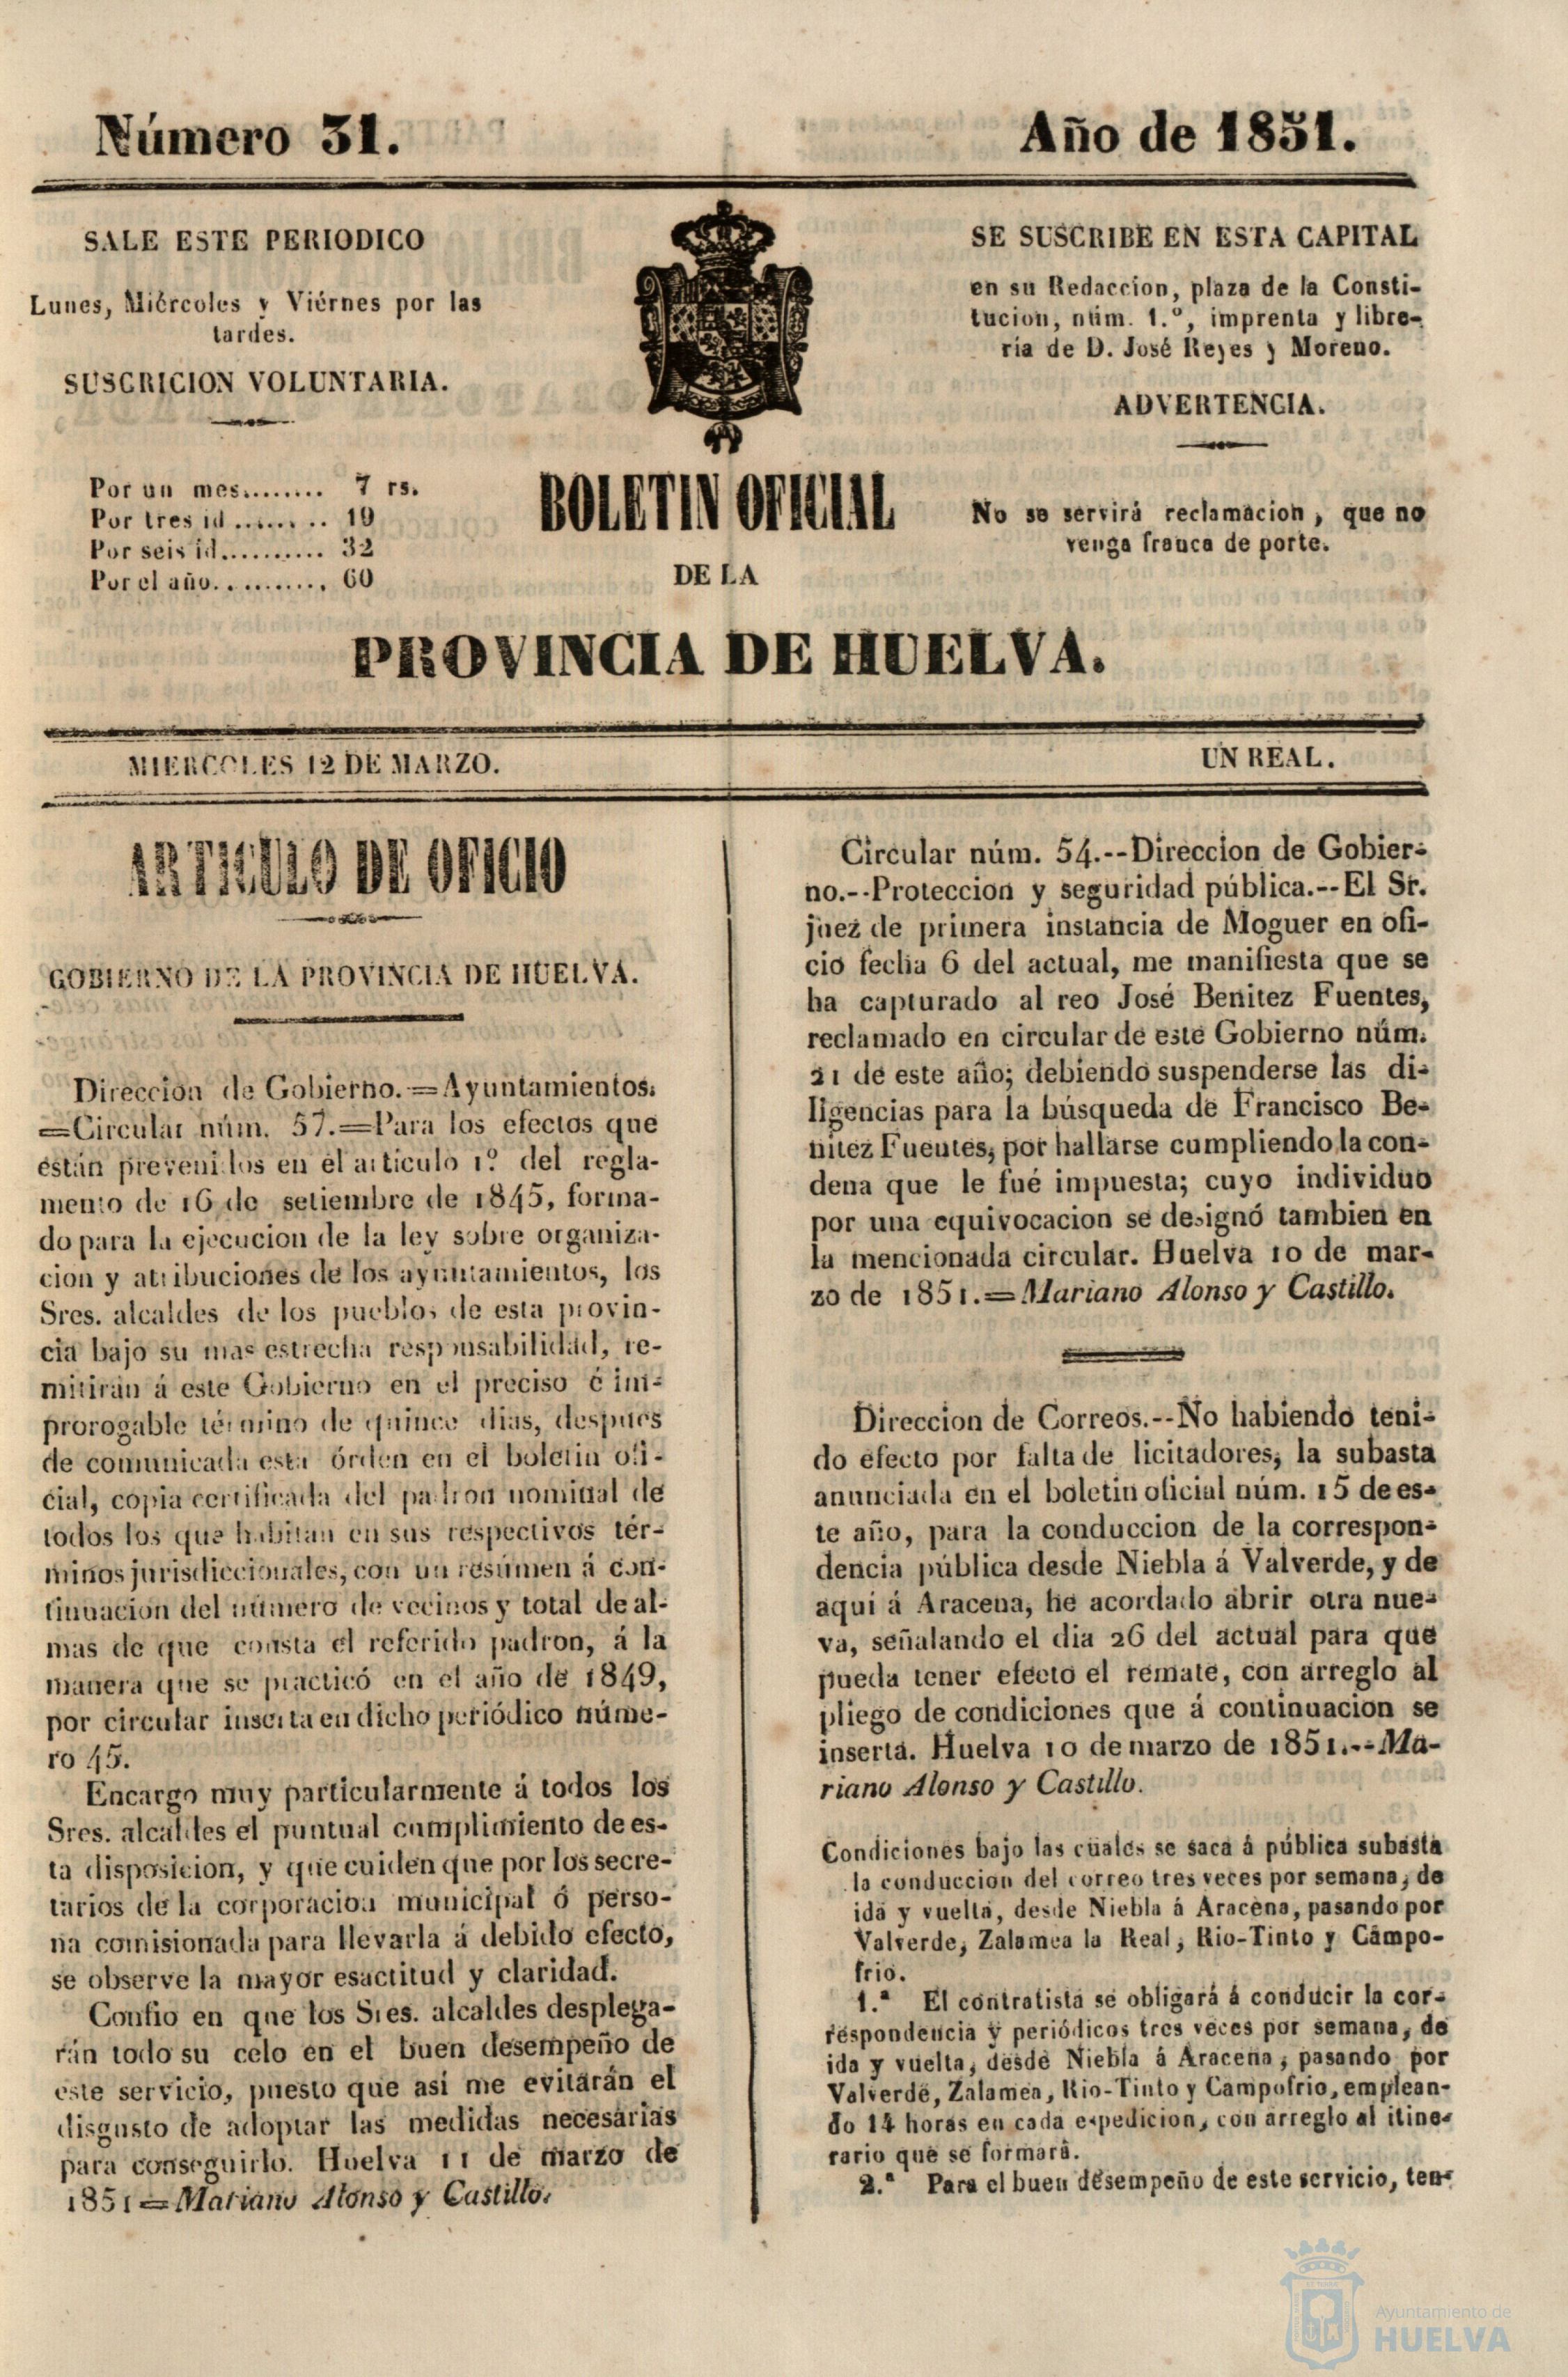 Número 31.
Año de 1851.
SALE ESTE PERIODICO
Lunes, Miércoles y Viérnes por las
tardes.
SUSCRICION VOLUNTARIA.
Por un mes........ 7 rs.
Por tres id ........ 19
Por seis id.......... 32
Por el año.........., 60
SE SUSCRIBE EN ESTA CAPITAL
en su Redaccion, plaza de la Consti-
tucion, núm. 1.º, imprenta y libre-
ría de D. José Reyes y Moreno.
ADVERTENCIA.
No se servirá reclamacion, que no
venga franca de porte.
BOLETIN OFICIAL
DE LA
PROVINCIA DE HUELVA.
MIERCOLES 12 DE MARZO.
UN REAL.
ARTICULO DE OFICIO
GOBIERNO DE LA PROVINCIA DE HUELVA.
Direccion de Gobierno.=Ayuntamientos.
=Circular núm. 57.=Para los efectos que
están prevenidos en el artículo 1º del regla-
mento de 16 de setiembre de 1845, forma-
do para la ejecucion de la ley sobre organiza-
cion y atribuciones de los ayuntamientos, los
Sres. alcaldes de los pueblos de esta provin-
cia bajo su mas estrecha responsabilidad, re-
mitirán á este Gobierno en el preciso é im-
prorogable término de quince dias, despues
de comunicada esta órden en el boletin ofi-
cial, copia certificada del padron nominal de
todos los que habitan en sus respectivos tér-
minos jurisdiccionales, con un resúmen á con-
tinuacion del número de vecinos y total de al-
mas de que consta el referido padron, á la
manera que se practicó en el año de 1849,
por circular inserta en dicho periódico núme-
ro 45.
Encargo muy particularmente á todos los
Sres. alcaldes el puntual cumplimiento de es-
ta disposicion, y que cuiden que por los secre-
tarios de la corporacion municipal ó perso-
na comisionada para llevarla á debido efecto,
se observe la mayor esactitud y claridad.
Confio en que los Sres. alcaldes desplega-
rán todo su celo en el buen desempeño de
este servicio, puesto que asi me evitarán el
disgusto de adoptar las medidas necesarias
para conseguirlo. Huelva 11 de marzo de
1851=Mariano Alonso y Castillo.
Circular núm. 54.--Direccion de Gobier-
no.--Proteccion y seguridad pública.--El Sr.
juez de primera instancia de Moguer en ofi-
cio fecha 6 del actual, me manifiesta que se
ha capturado al reo José Benitez Fuentes,
reclamado en circular de este Gobierno núm.
21 de este año; debiendo suspenderse las di-
ligencias para la búsqueda de Francisco Be-
nitez Fuentes, por hallarse cumpliendo la con-
dena que le fué impuesta; cuyo individuo
por una equivocacion se designó tambien en
la mencionada circular. Huelva 10 de mar-
zo de 1851.=Mariano Alonso y Castillo.
Direccion de Correos.--No habiendo teni-
do efecto por falta de licitadores, la subasta
anunciada en el boletin oficial núm. 15 de es-
te año, para la conduccion de la correspon-
dencia pública desde Niebla á Valverde, y de
aqui á Aracena, he acordado abrir otra nue-
va, señalando el dia 26 del actual para que
pueda tener efecto el remate, con arreglo al
pliego de condiciones que á continuacion se
inserta. Huelva 10 de marzo de 1851.--Ma-
riano Alonso y Castillo.
Condiciones bajo las cuales se saca á pública subasta
la conduccion del correo tres veces por semana, de
ida y vuelta, desde Niebla á Aracena, pasando por
Valverde, Zalamea la Real, Rio-Tinto y Campo-
frio.
1.ª El contratista se obligará á conducir la cor-
respondencia y periódicos tres veces por semana, de
ida y vuelta, desde Niebla á Aracena, pasando por
Valverde, Zalamea, Rio-Tinto y Campofrio, emplean-
do 14 horas en cada espedicion, con arreglo al itine-
rario que se formará.
2.ª Para el buen desempeño de este servicio, ten-
Ayuntamiento de
HUELVA